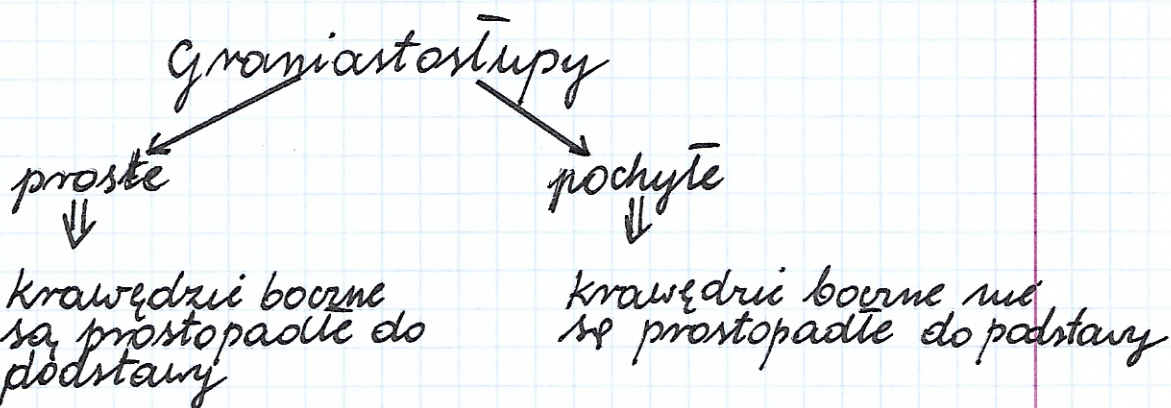 Graniastosłupy
proste pochyłe
krawędzie boczne krawędzie boczne nie
są prostopadłe do są prostopadłe do podstawy
podstawy